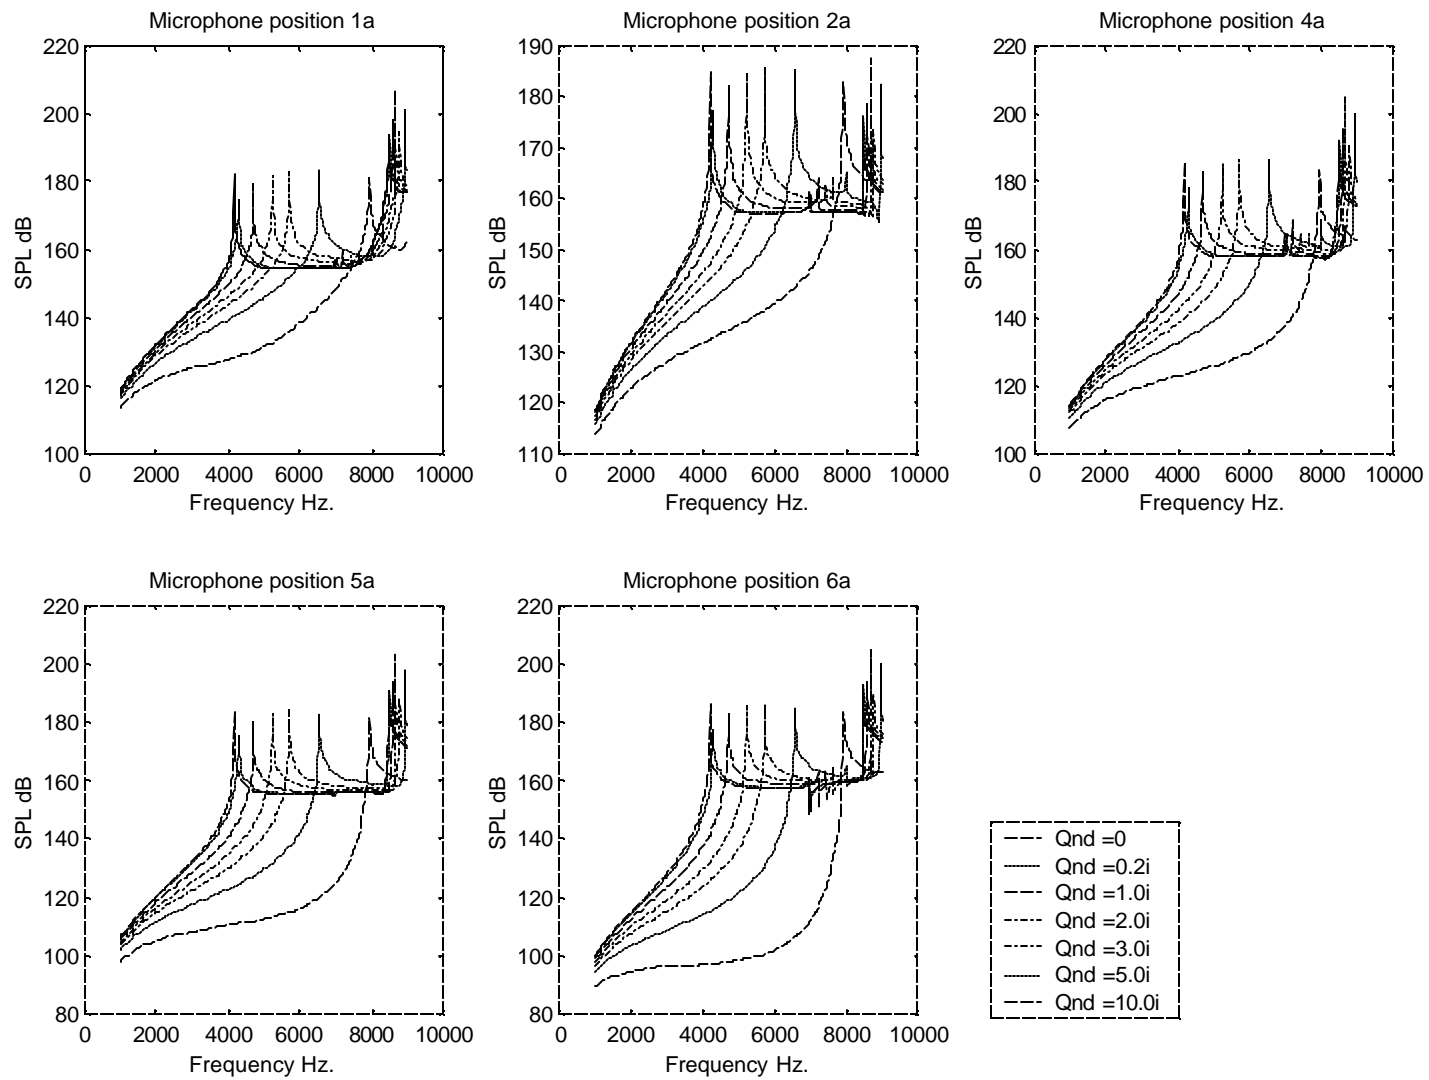 Microphone position 1a
220
200
180
160
140
120
100
SPL dB
0 2000 4000 6000 8000 10000
Frequency Hz.
Microphone position 2a
190
180
170
160
150
140
130
120
110
SPL dB
0 2000 4000 6000 8000 10000
Frequency Hz.
Microphone position 4a
220
200
180
160
140
120
100
SPL dB
0 2000 4000 6000 8000 10000
Frequency Hz.
Microphone position 5a
220
200
180
160
140
120
100
80
SPL dB
0 2000 4000 6000 8000 10000
Frequency Hz.
Microphone position 6a
220
200
180
160
140
120
100
80
SPL dB
0 2000 4000 6000 8000 10000
Frequency Hz.
Qnd =0
Qnd =0.2i
Qnd =1.0i
Qnd =2.0i
Qnd =3.0i
Qnd =5.0i
Qnd =10.0i